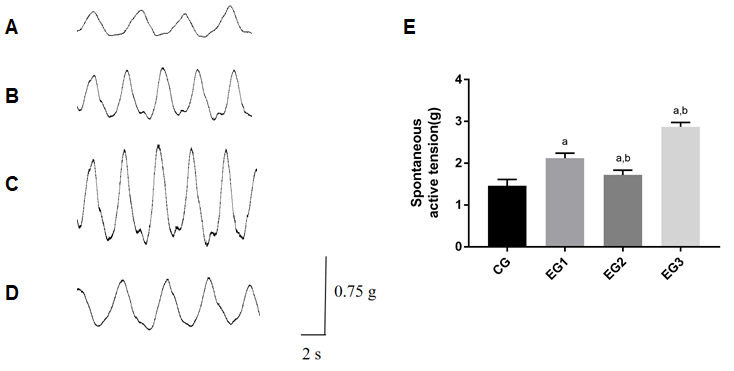 A
B
C
D
0.75 g
2 s
E
Spontaneous
active tension(g)
4
3
2
1
0
a
a,b
a,b
CG
EG1
EG2
EG3